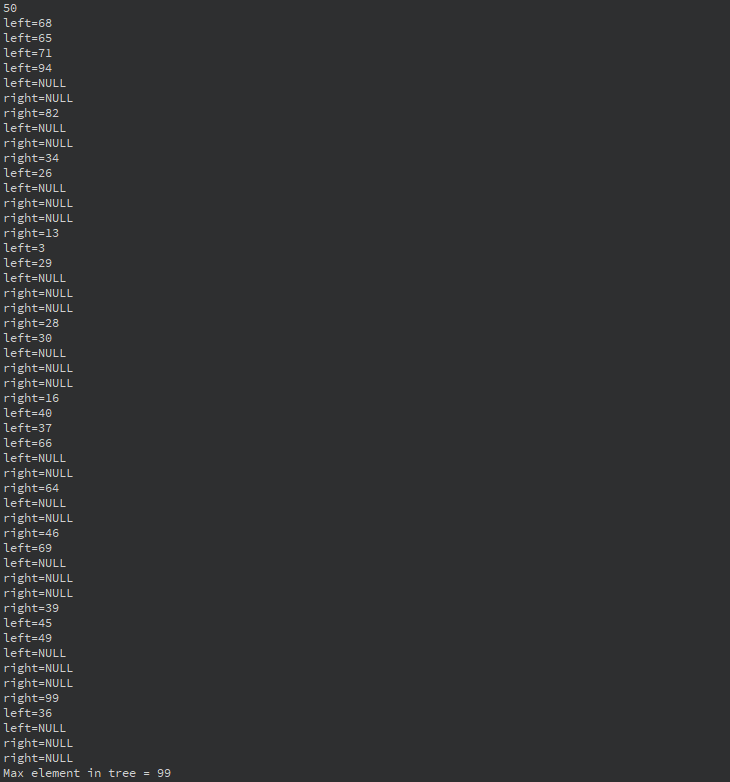 50
left=68
left=65
left=71
left=94
left=NULL
right=NULL
right=82
left=NULL
right=NULL
right=34
left=26
left=NULL
right=NULL
right=NULL
right=13
left=3
left=29
left=NULL
right=NULL
right=NULL
right=28
left=30
left=NULL
right=NULL
right=NULL
right=16
left=40
left=37
left=66
left=NULL
right=NULL
right=64
left=NULL
right=NULL
right=46
left=69
left=NULL
right=NULL
right=NULL
right=39
left=45
left=49
left=NULL
right=NULL
right=NULL
right=99
left=36
left=NULL
right=NULL
right=NULL
Max element in tree = 99